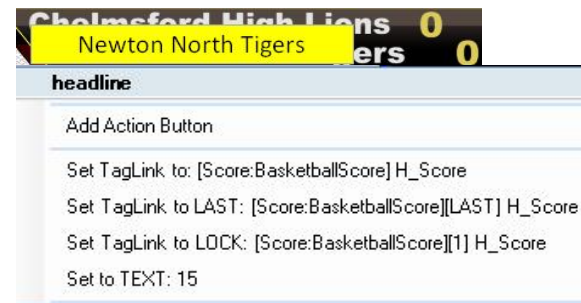 Chelmsford High Lions 0
Newton North Tigers
ers 0
headline
Add Action Button
Set TagLink to: [Score:BasketballScore] H_Score
Set TagLink to LAST: [Score:BasketballScore][LAST] H_Score
Set TagLink to LOCK: [Score:BasketballScore][1] H_Score
Set to TEXT: 15